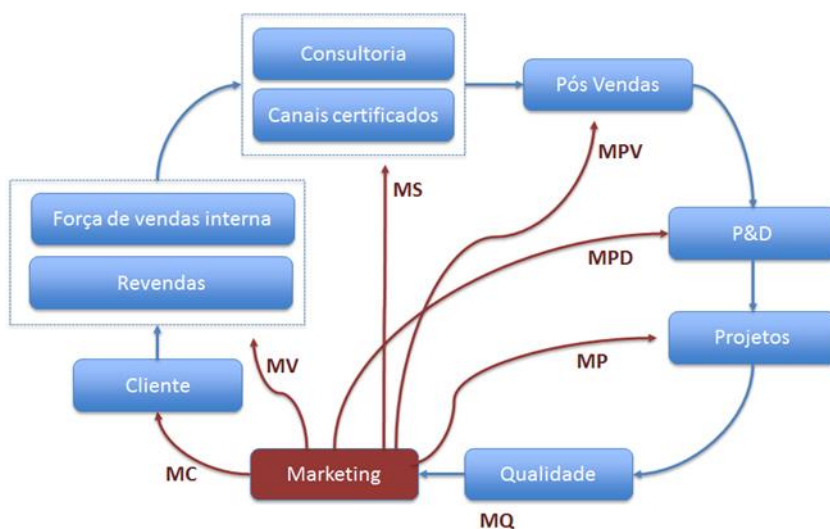 Consultoria
Canais certificados
Pós Vendas
MPV
MS
Força de vendas interna
Revendas
P&D
MPD
Projetos
MP
MV
Cliente
MC
Marketing
Qualidade
MQ